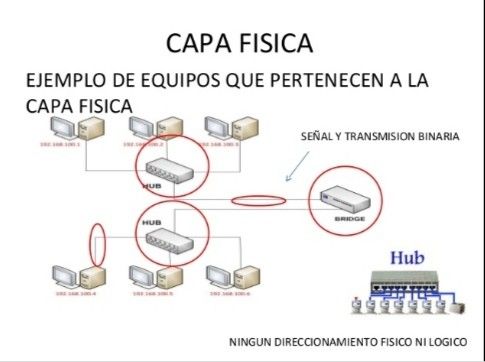 CAPA FISICA
EJEMPLO DE EQUIPOS QUE PERTENECEN A LA
CAPA FISICA
192.168.100.1
192.168.100.2
192.168.100.3
SEÑAL Y TRANSMISION BINARIA
HUB
HUB
BRIDGE
192.168.100.4
192.168.100.5
192.168.100.6
Hub
NINGUN DIRECCIONAMIENTO FISICO NI LOGICO